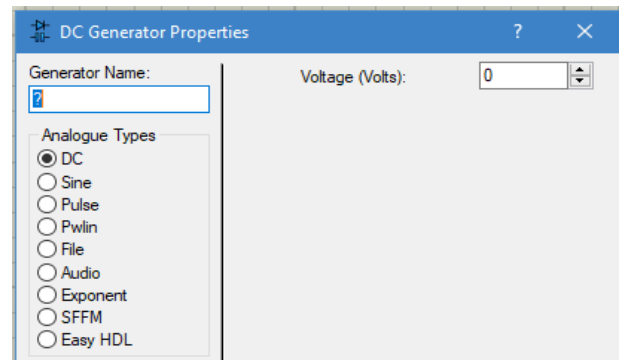 DC Generator Properties ?
Generator Name:
?
Analogue Types
DC
Sine
Pulse
Pwlin
File
Audio
Exponent
SFFM
Easy HDL
Voltage (Volts): 0